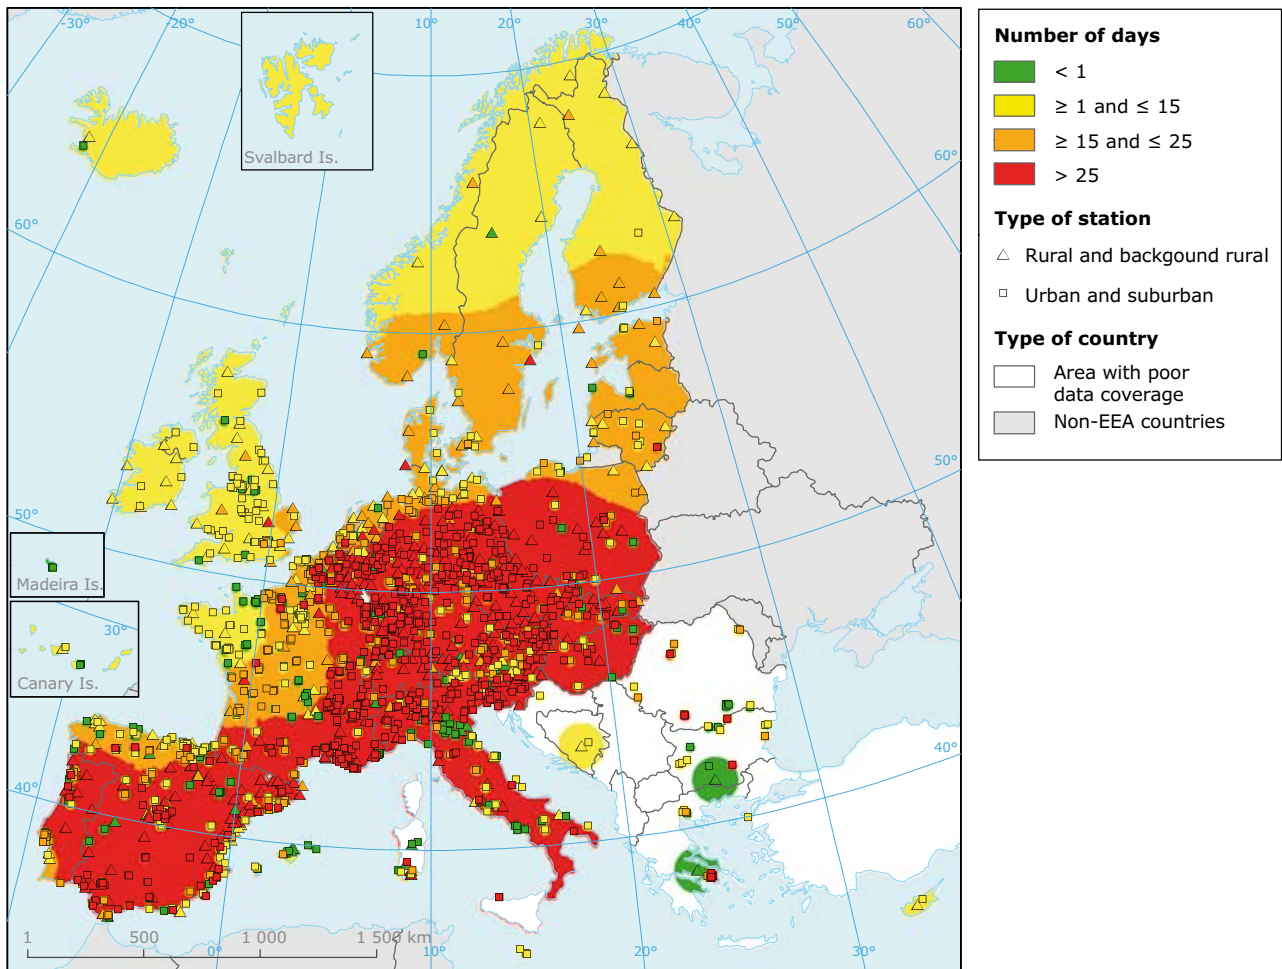 -30°
-20°
10°
20°
30°
40°
50°
60°
Svalbard Is.
60°
60°
50°
50°
Madeira Is.
30°
Canary Is.
40°
40°
1 500 1 000 1 500 km
0°
10°
20°
30°
Number of days
< 1
≥ 1 and ≤ 15
≥ 15 and ≤ 25
> 25
Type of station
Rural and backgound rural
Urban and suburban
Type of country
Area with poor
data coverage
Non-EEA countries